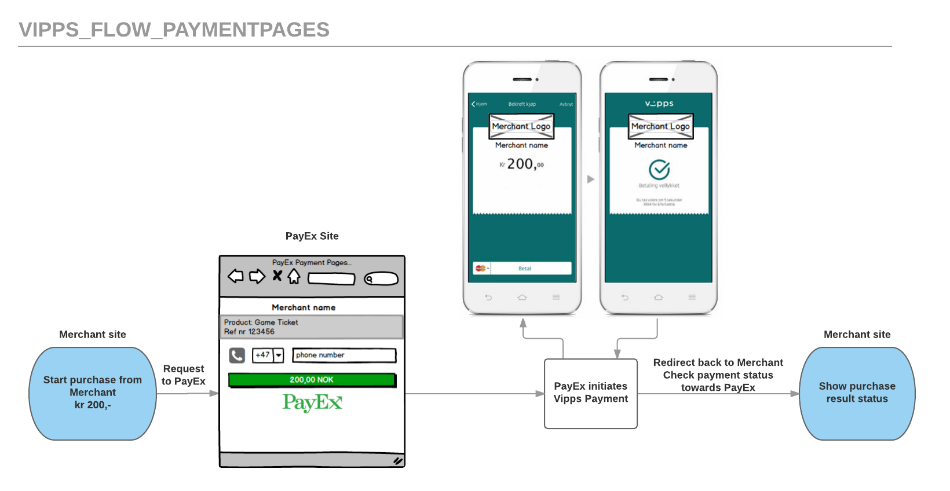 VIPPS_FLOW_PAYMENTPAGES
Bekreft kjøp
Avbryt
Merchant Logo
Merchant name
Kr 200,00
Betal
vipps
Merchant Logo
Merchant name
Betaling vellykket
PayEx Site
PayEx Payment Pages..
Merchant name
Product: Game Ticket
Ref nr 123456
+47
phone number
200,00 NOK
PayEx
Merchant site
Start purchase from
Merchant
kr 200,-
Request
to PayEx
PayEx initiates
Vipps Payment
Redirect back to Merchant
Check payment status
towards PayEx
Merchant site
Show purchase
result status